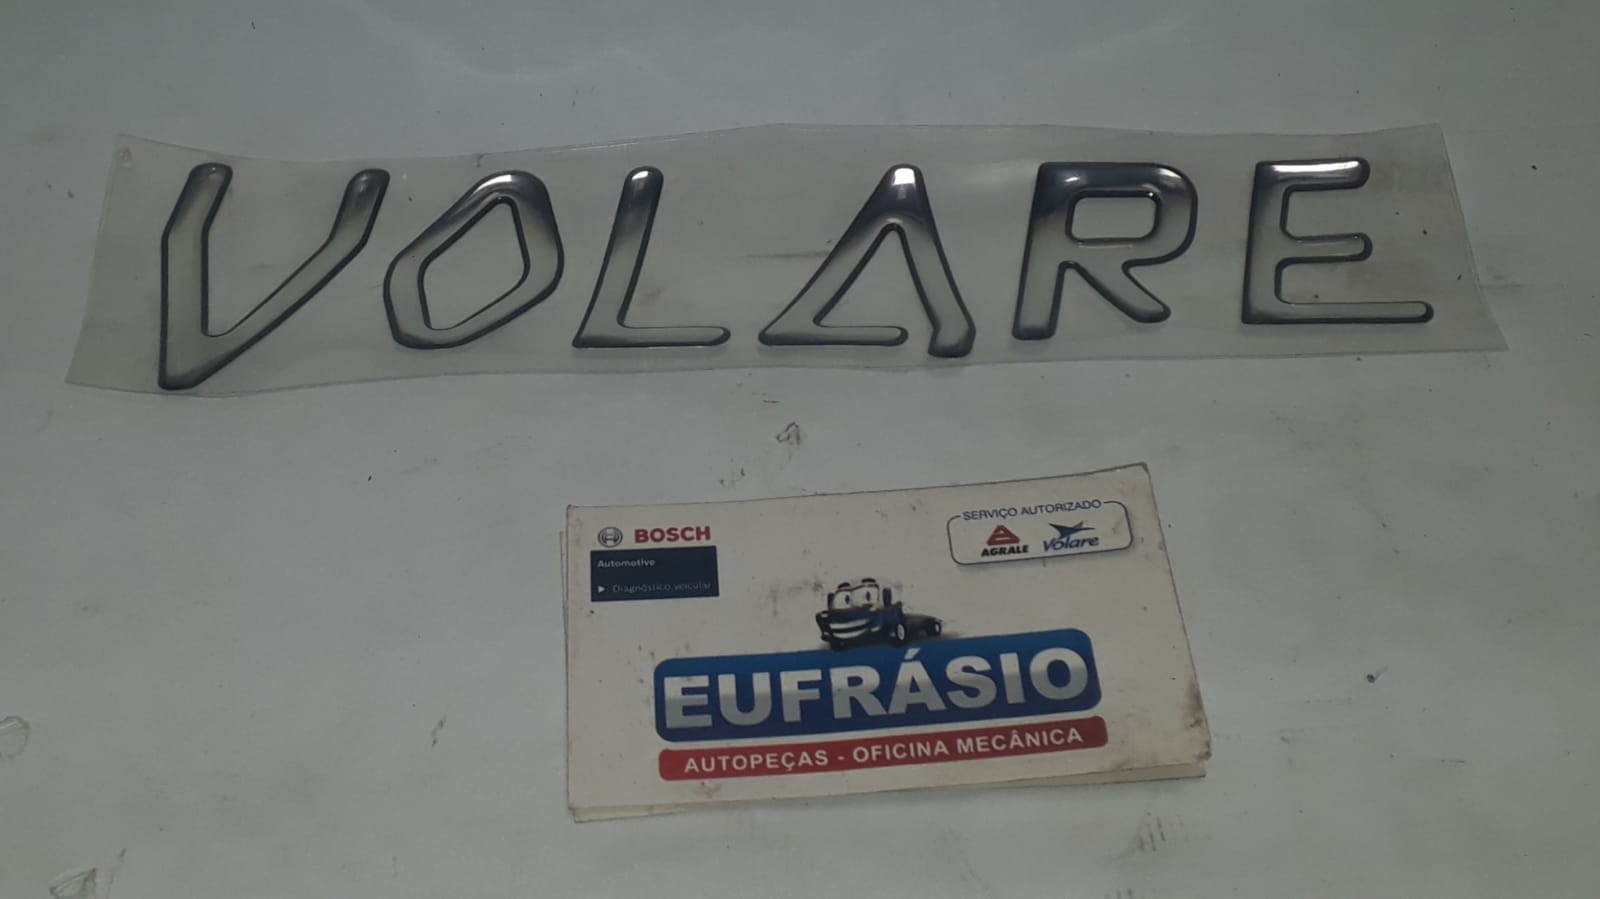 VOLARE
BOSCH
Automotive
► Diagnóstico veicular
SERVIÇO AUTORIZADO
AGRALE
Volare
EUFRÁSIO
AUTOPEÇAS - OFICINA MECÂNICA